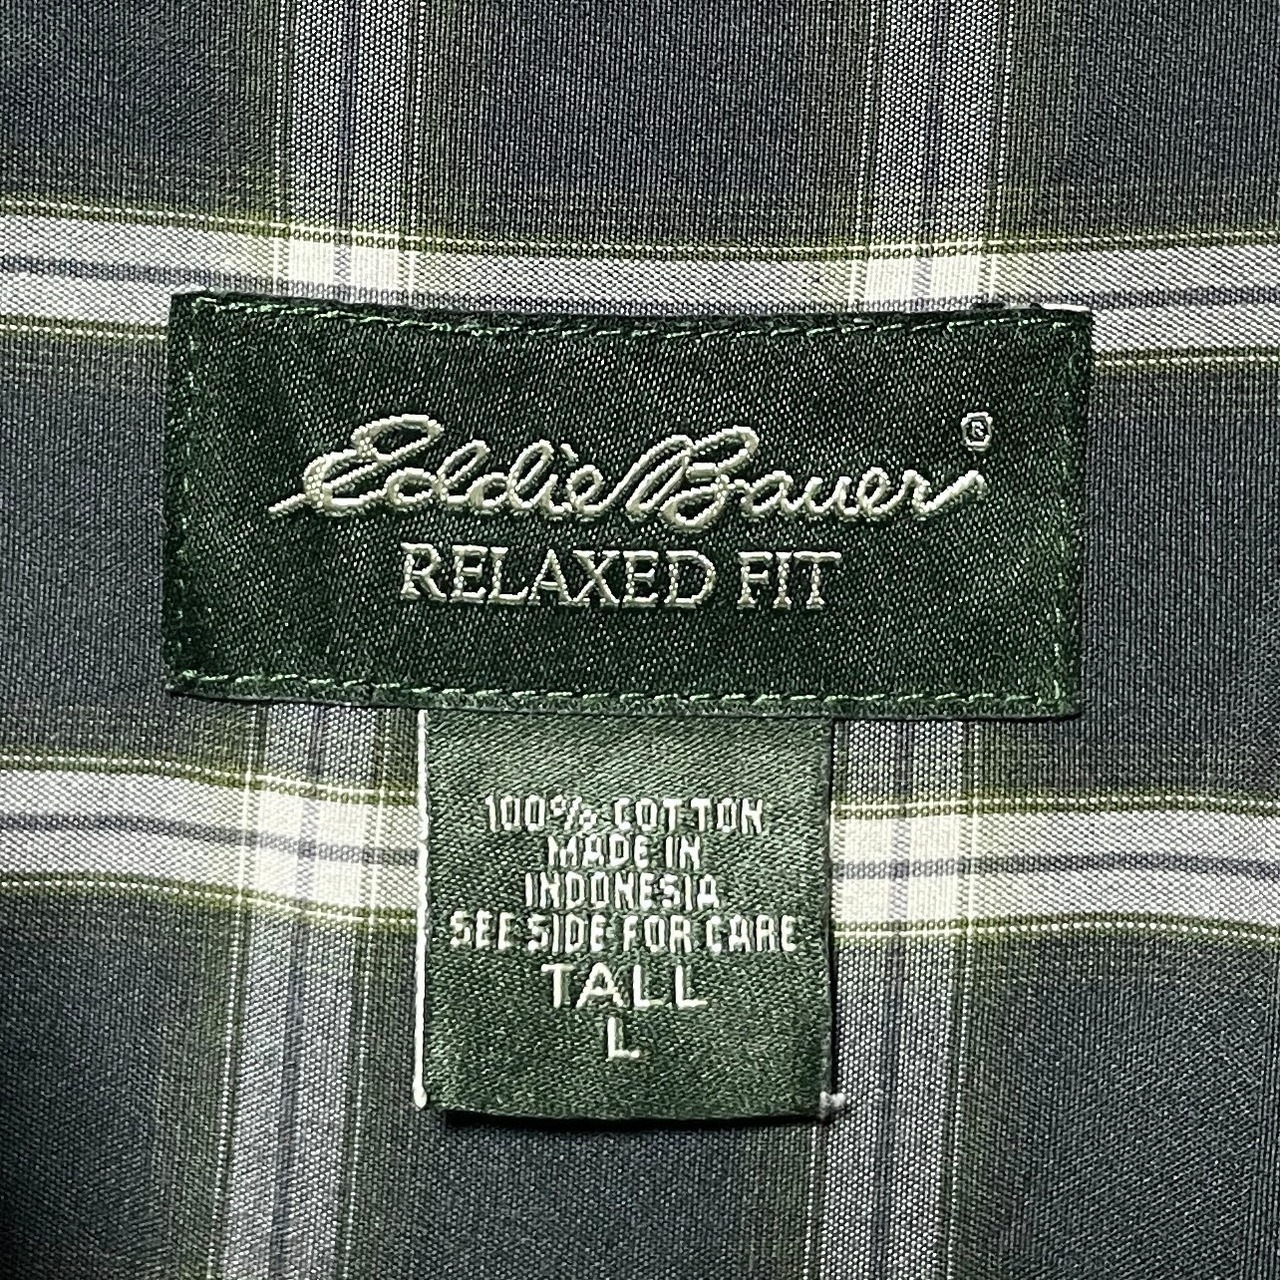 Eddie Bauer®
RELAXED FIT
100% COTTON
MADE IN
INDONESIA
SEE SIDE FOR CARE
TALL
L